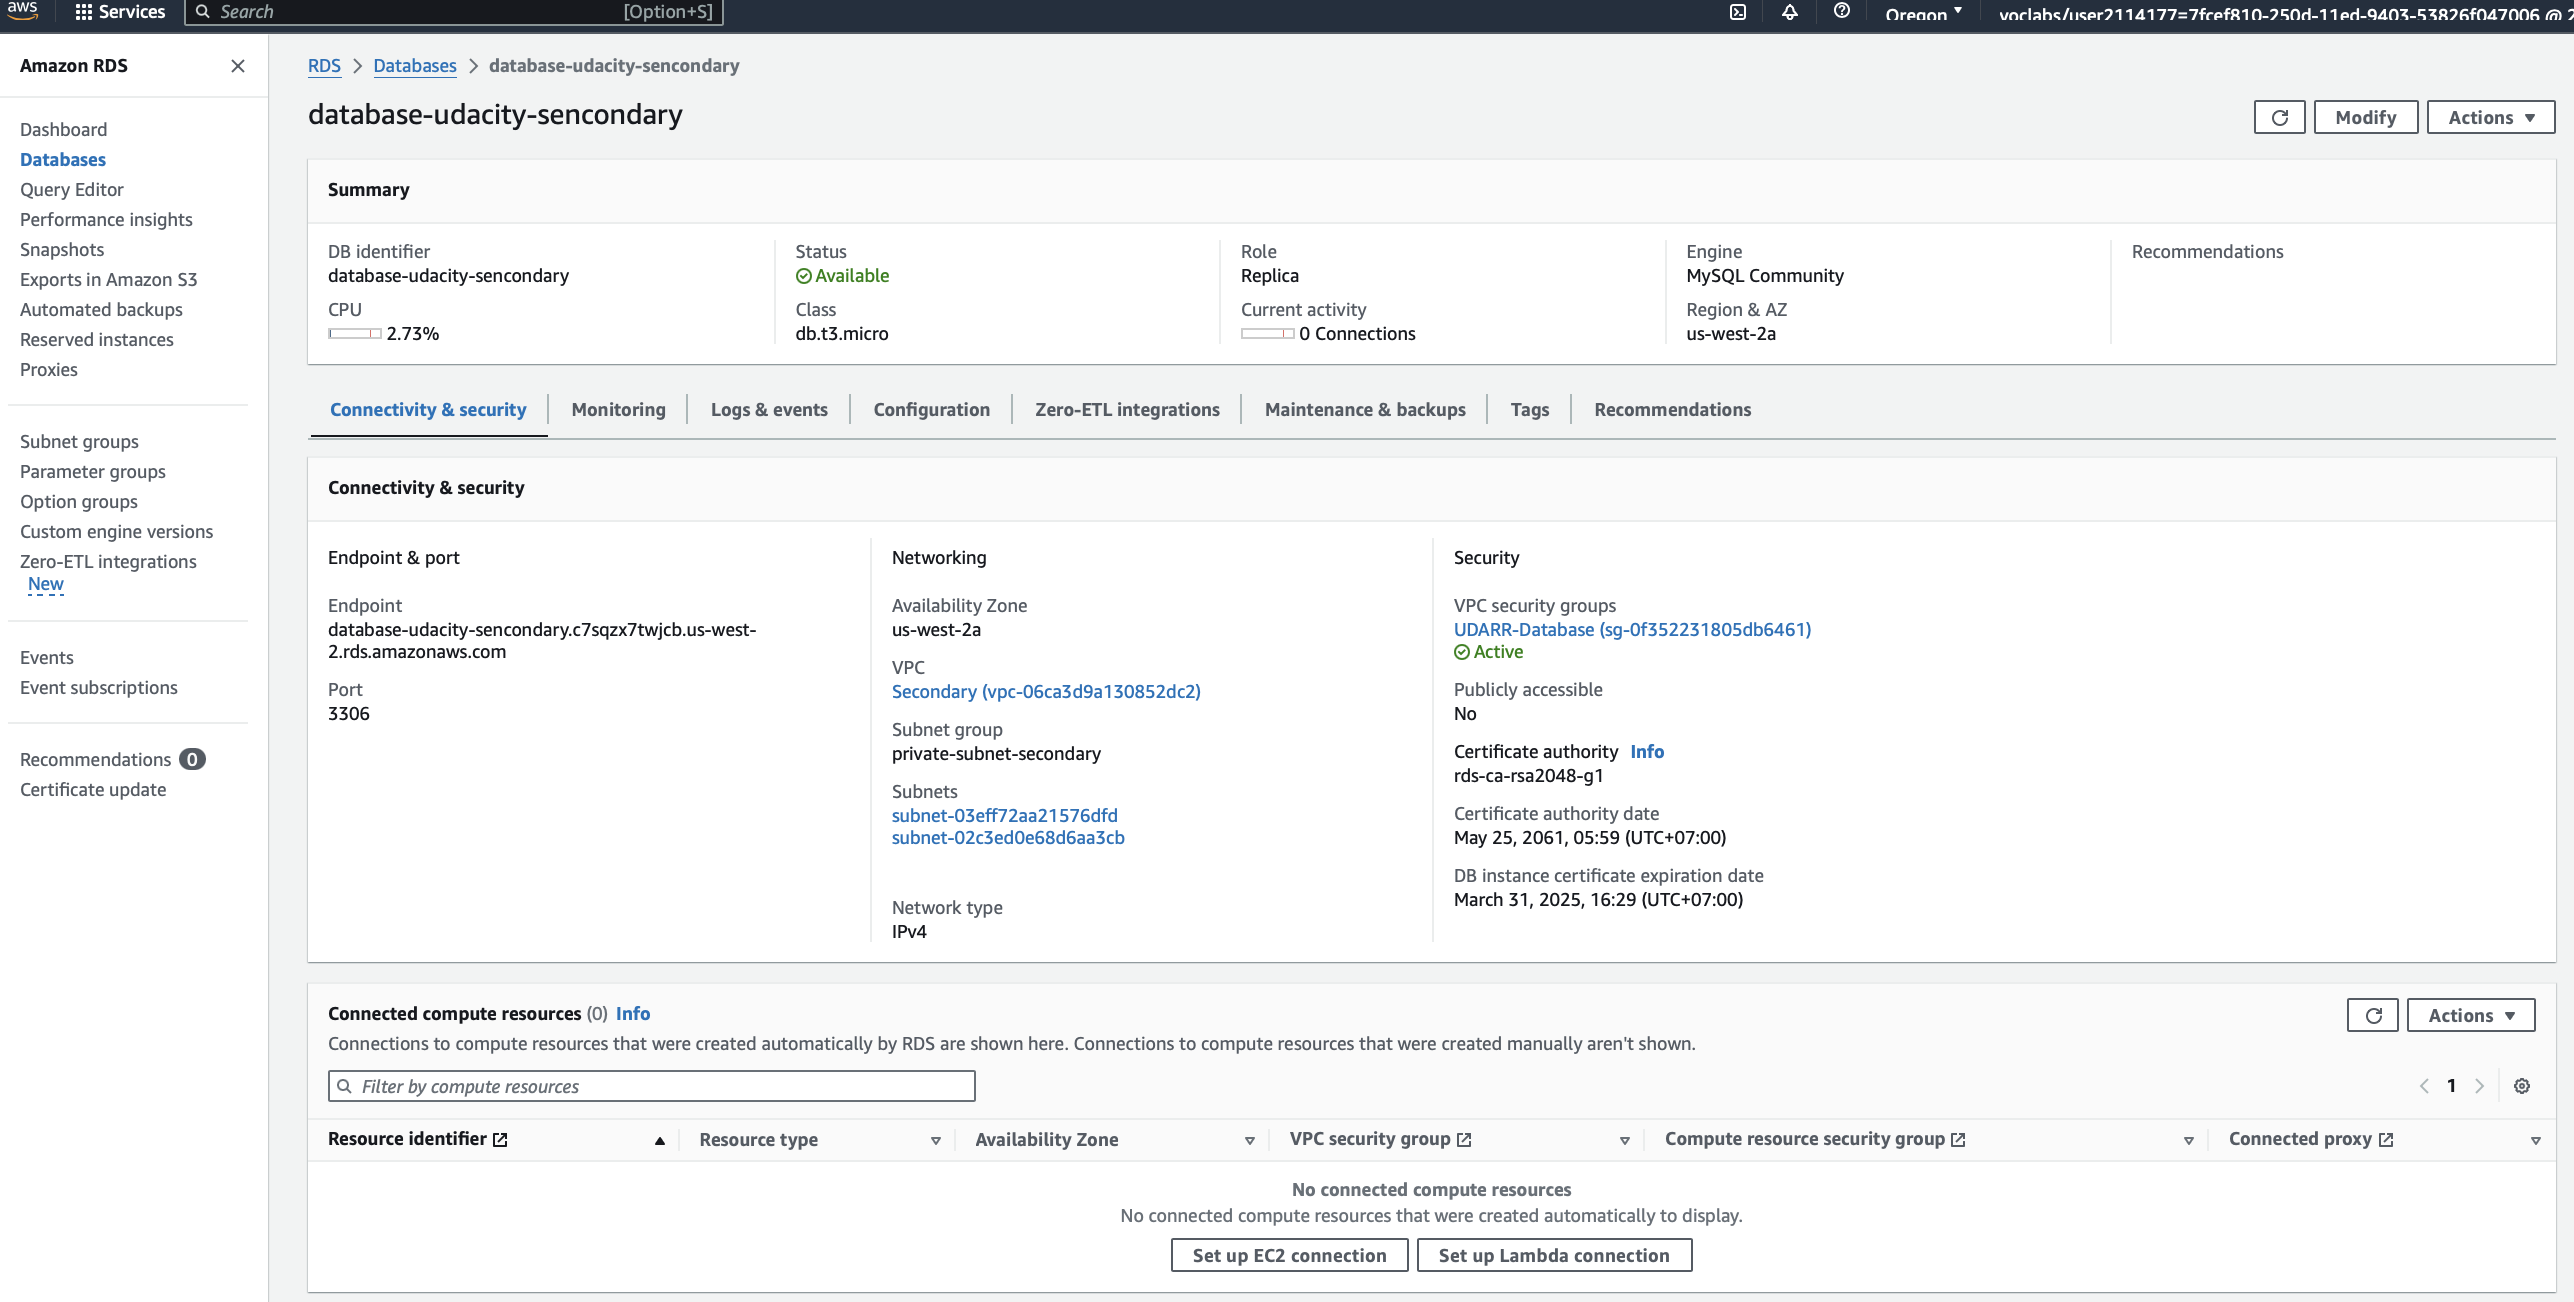 aws
Services
Search
[Option+S]
Oregon
voclabs/user2114177=7fcef810-250d-11ed-9403-53826f047006 @ 2
Amazon RDS
Dashboard
Databases
Query Editor
Performance insights
Snapshots
Exports in Amazon S3
Automated backups
Reserved instances
Proxies
Subnet groups
Parameter groups
Option groups
Custom engine versions
Zero-ETL integrations
New
Events
Event subscriptions
Recommendations 0
Certificate update
RDS > Databases > database-udacity-sencondary
database-udacity-sencondary
Modify
Actions
Summary
DB identifier
database-udacity-sencondary
CPU
2.73%
Status
Available
Class
db.t3.micro
Role
Replica
Current activity
0 Connections
Engine
MySQL Community
Region & AZ
us-west-2a
Recommendations
Connectivity & security
Monitoring
Logs & events
Configuration
Zero-ETL integrations
Maintenance & backups
Tags
Recommendations
Connectivity & security
Endpoint & port
Endpoint
database-udacity-sencondary.c7sqzx7twjcb.us-west-
2.rds.amazonaws.com
Port
3306
Networking
Availability Zone
us-west-2a
VPC
Secondary (vpc-06ca3d9a130852dc2)
Subnet group
private-subnet-secondary
Subnets
subnet-03eff72aa21576dfd
subnet-02c3ed0e68d6aa3cb
Network type
IPv4
Security
VPC security groups
UDARR-Database (sg-0f352231805db6461)
Active
Publicly accessible
No
Certificate authority Info
rds-ca-rsa2048-g1
Certificate authority date
May 25, 2061, 05:59 (UTC+07:00)
DB instance certificate expiration date
March 31, 2025, 16:29 (UTC+07:00)
Connected compute resources (0) Info
Actions
Connections to compute resources that were created automatically by RDS are shown here. Connections to compute resources that were created manually aren't shown.
Filter by compute resources
1
Resource identifier
Resource type
Availability Zone
VPC security group
Compute resource security group
Connected proxy
No connected compute resources
No connected compute resources that were created automatically to display.
Set up EC2 connection
Set up Lambda connection